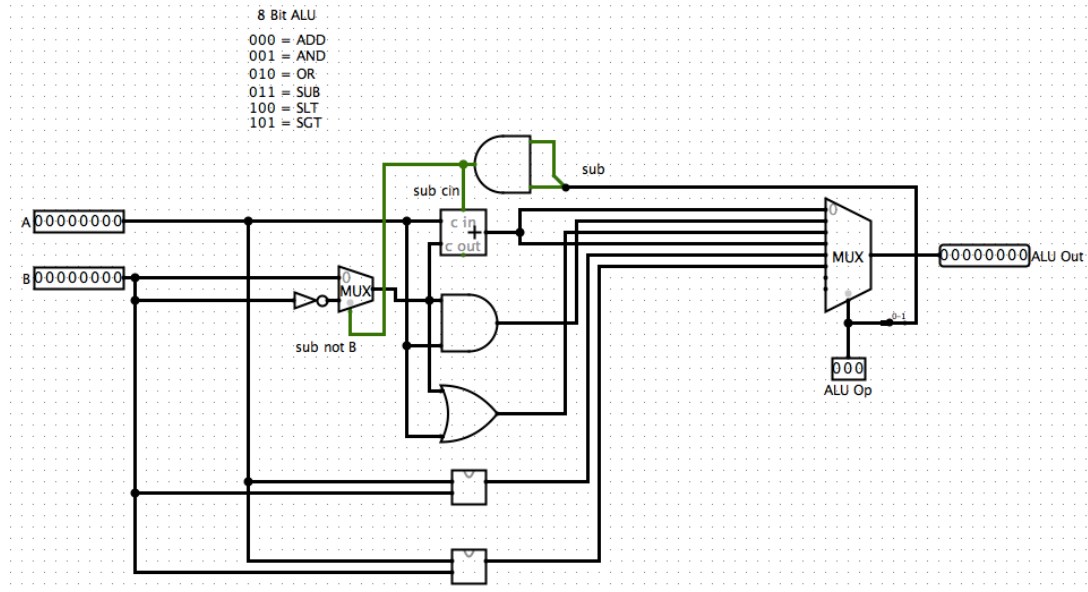 8 Bit ALU
000 = ADD
001 = AND
010 = OR
011 = SUB
100 = SLT
101 = SGT
sub
sub cin
A 00000000
c in
+
c out
0
MUX
00000000 ALU Out
B 00000000
0
MUX
0-1
sub not B
000
ALU Op